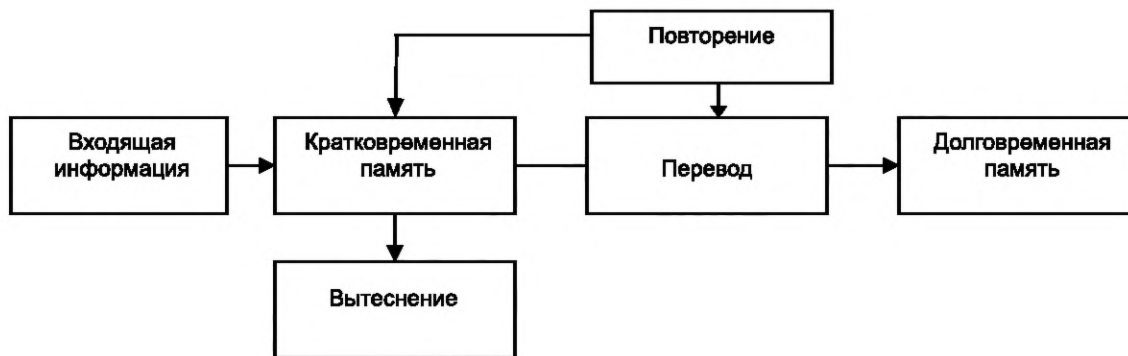 Повторение
Входящая
информация
Кратковременная
память
Перевод
Долговременная
память
Вытеснение